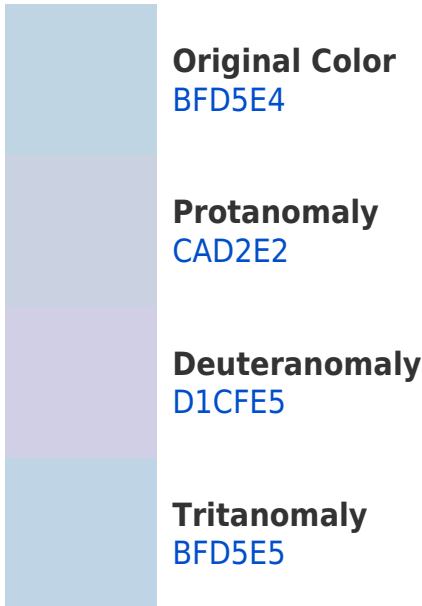 Original Color
BFD5E4
Protanomaly
CAD2E2
Deuteranomaly
D1CFE5
Tritanomaly
BFD5E5